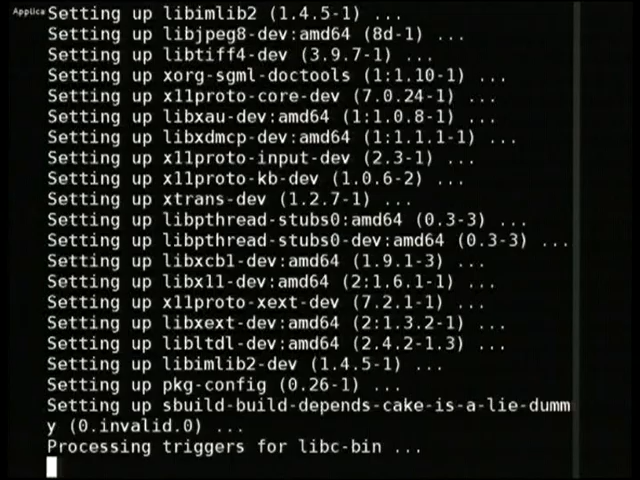 Applica
Setting up libimlib2 (1.4.5-1) ...
Setting up libjpeg8-dev:amd64 (8d-1) ...
Setting up libtiff4-dev (3.9.7-1) ...
Setting up xorg-sgml-doctools (1:1.10-1) ...
Setting up x11proto-core-dev (7.0.24-1) ...
Setting up libxau-dev:amd64 (1:1.0.8-1) ...
Setting up libxdmcp-dev:amd64 (1:1.1.1-1) ...
Setting up x11proto-input-dev (2.3-1) ...
Setting up x11proto-kb-dev (1.0.6-2) ...
Setting up xtrans-dev (1.2.7-1) ...
Setting up libpthread-stubs0:amd64 (0.3-3) ...
Setting up libpthread-stubs0-dev:amd64 (0.3-3) ...
Setting up libxcb1-dev:amd64 (1.9.1-3) ...
Setting up libx11-dev:amd64 (2:1.6.1-1) ...
Setting up x11proto-xext-dev (7.2.1-1) ...
Setting up libxext-dev:amd64 (2:1.3.2-1) ...
Setting up libltdl-dev:amd64 (2.4.2-1.3) ...
Setting up libimlib2-dev (1.4.5-1) ...
Setting up pkg-config (0.26-1) ...
Setting up sbuild-build-depends-cake-is-a-lie-dumm
y (0.invalid.0) ...
Processing triggers for libc-bin ...